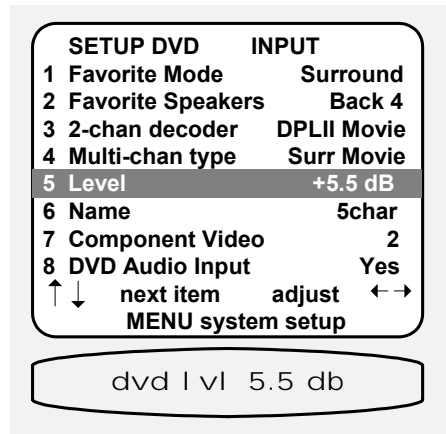 SETUP DVD INPUT
1 Favorite Mode Surround
2 Favorite Speakers Back 4
3 2-chan decoder DPLII Movie
4 Multi-chan type Surr Movie
5 Level +5.5 dB
6 Name 5char
7 Component Video 2
8 DVD Audio Input Yes
↑↓ next item adjust ←→
MENU system setup
dvd lvl 5.5 db